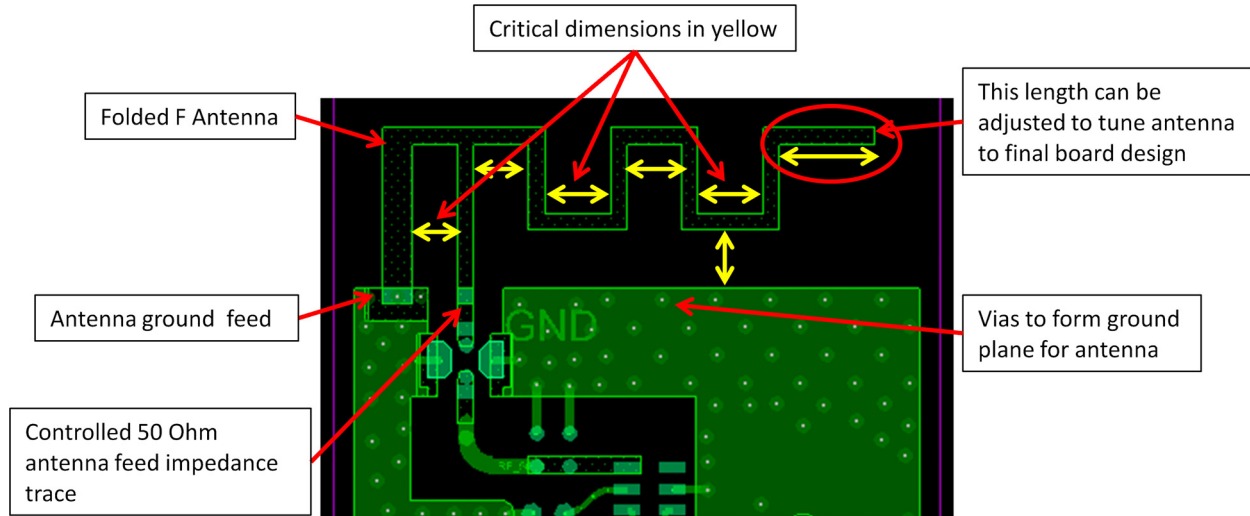 Critical dimensions in yellow
Folded F Antenna
This length can be
adjusted to tune antenna
to final board design
Antenna ground  feed
GND
Vias to form ground
plane for antenna
Controlled 50 Ohm
antenna feed impedance
trace